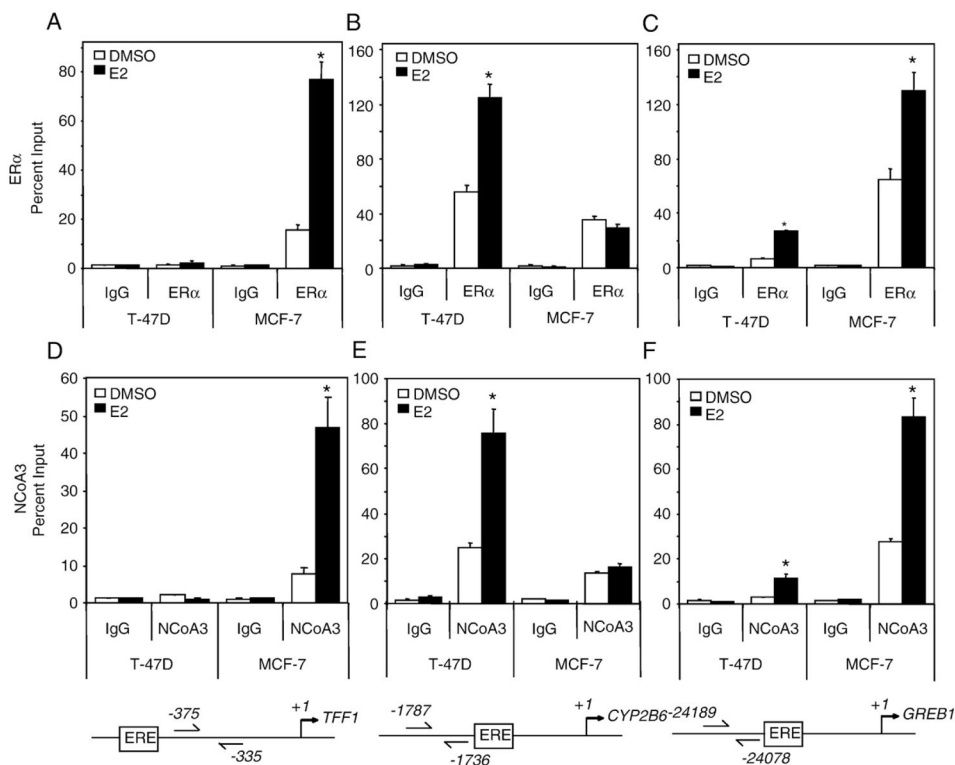 A
B
C
ERα
Percent Input
80
60
40
20
0
DMSO
E2
*
IgG
ERα
IgG
ERα
T-47D
MCF-7
160
120
80
40
0
DMSO
E2
*
IgG
ERα
IgG
ERα
T-47D
MCF-7
160
120
80
40
0
DMSO
E2
*
*
IgG
ERα
IgG
ERα
T-47D
MCF-7
D
E
F
NCoA3
Percent Input
60
50
40
30
20
10
0
DMSO
E2
*
IgG
NCoA3
IgG
NCoA3
T-47D
MCF-7
100
80
60
40
20
0
DMSO
E2
*
IgG
NCoA3
IgG
NCoA3
T-47D
MCF-7
100
80
60
40
20
0
DMSO
E2
*
*
IgG
NCoA3
IgG
NCoA3
T-47D
MCF-7
-375
+1
TFF1
ERE
-335
-1787
+1
CYP2B6
ERE
-1736
-24189
+1
GREB1
ERE
-24078